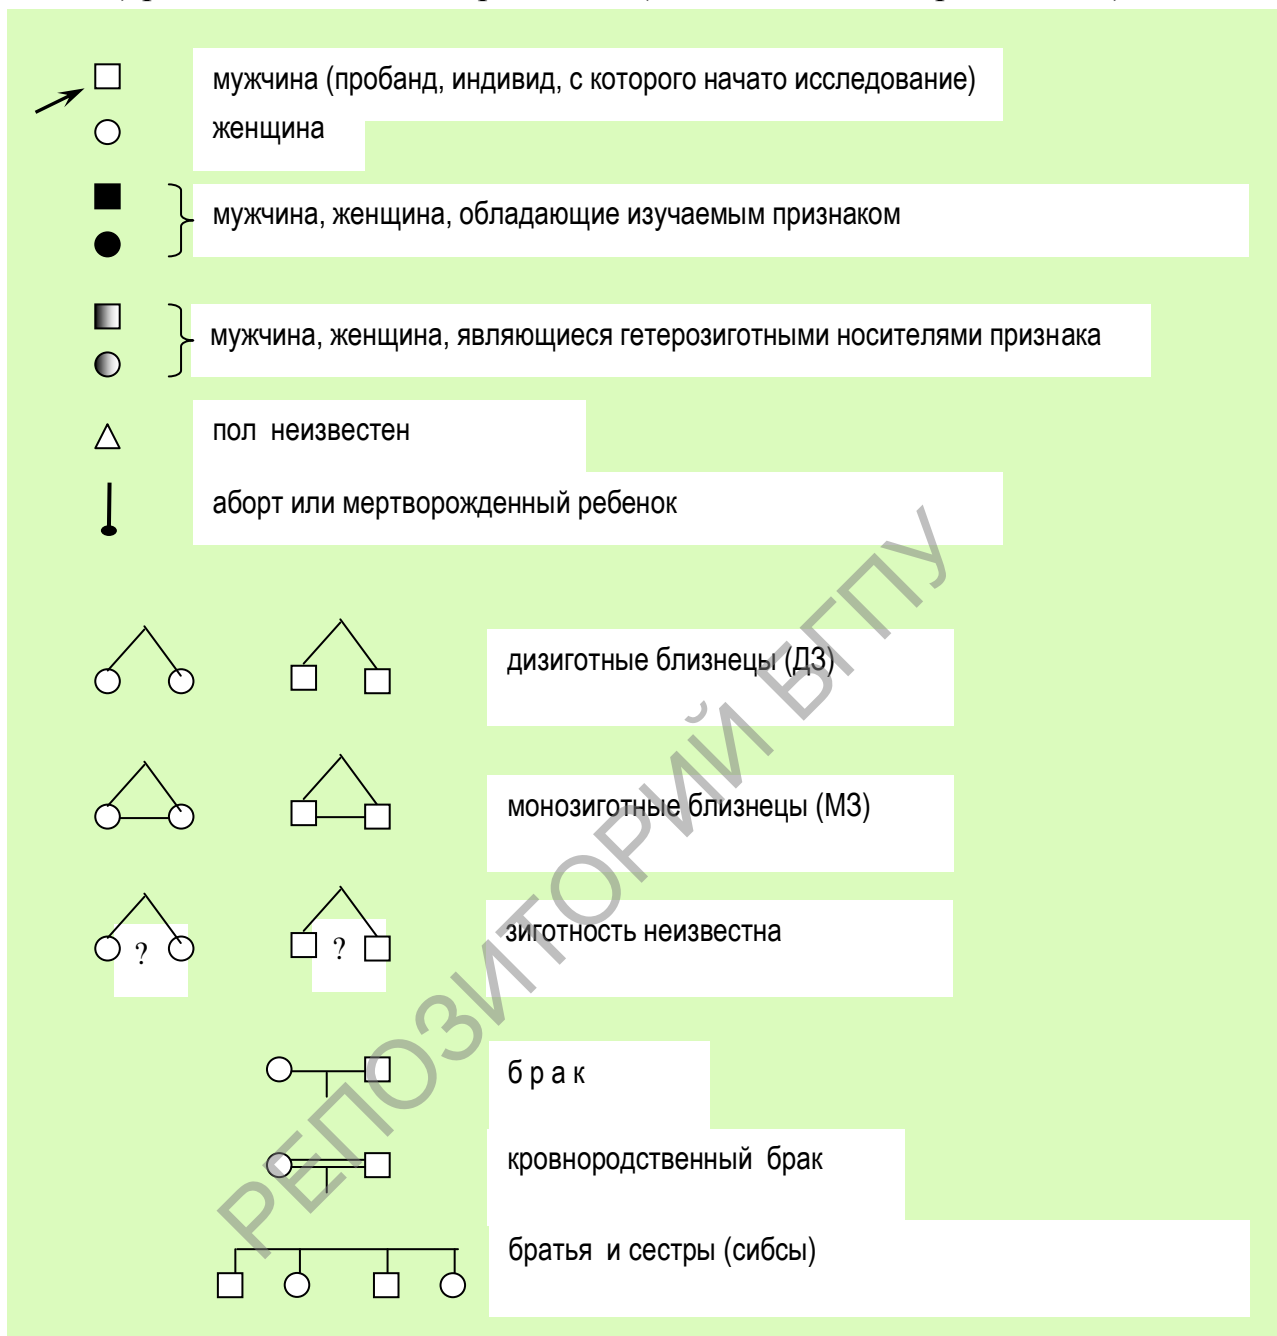 мужчина (пробанд, индивид, с которого начато исследование)
женщина
мужчина, женщина, обладающие изучаемым признаком
мужчина, женщина, являющиеся гетерозиготными носителями признака
пол неизвестен
аборт или мертворожденный ребенок
дизиготные близнецы (ДЗ)
монозиготные близнецы (МЗ)
? ? зиготность неизвестна
б р а к
кровнородственный брак
братья и сестры (сибсы)
РЕПОЗИТОРИЙ БГПУ